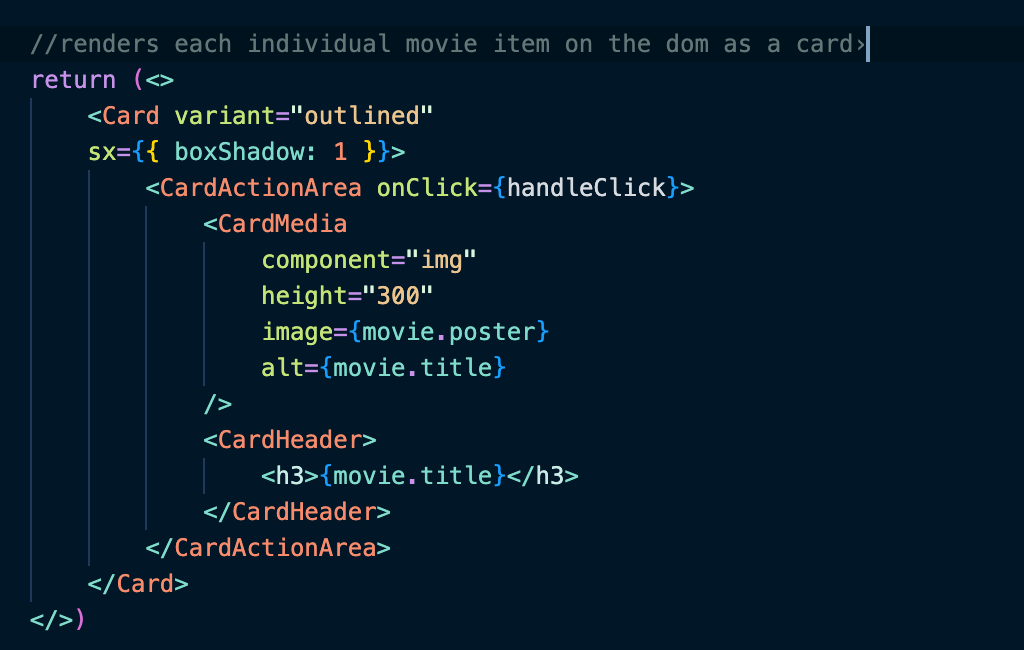 //renders each individual movie item on the dom as a card›
return (<>
<Card variant="outlined"
sx={{ boxShadow: 1 }}>
<CardActionArea onClick={handleClick}>
<CardMedia
component="img"
height="300"
image={movie.poster}
alt={movie.title}
/>
<CardHeader>
<h3>{movie.title}</h3>
</CardHeader>
</CardActionArea>
</Card>
</>)